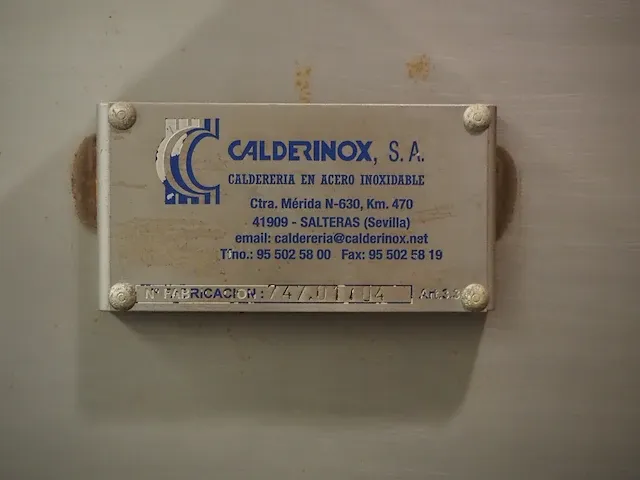 CALDERINOX, S.A.
CALDERERIA EN ACERO INOXIDABLE
Ctra. Mérida N-630, Km. 470
41909 - SALTERAS (Sevilla)
email: caldereria@calderinox.net
Tfno.: 95 502 58 00 Fax: 95 502 58 19
Nº FABRICACION: